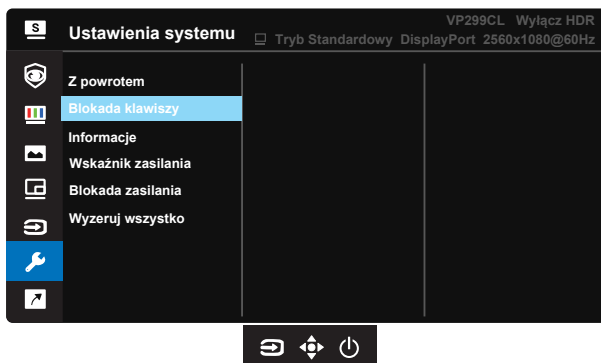 S
Ustawienia systemu
VP299CL Wyłącz HDR
Tryb Standardowy DisplayPort 2560x1080@60Hz
Z powrotem
Blokada klawiszy
Informacje
Wskaźnik zasilania
Blokada zasilania
Wyzeruj wszystko